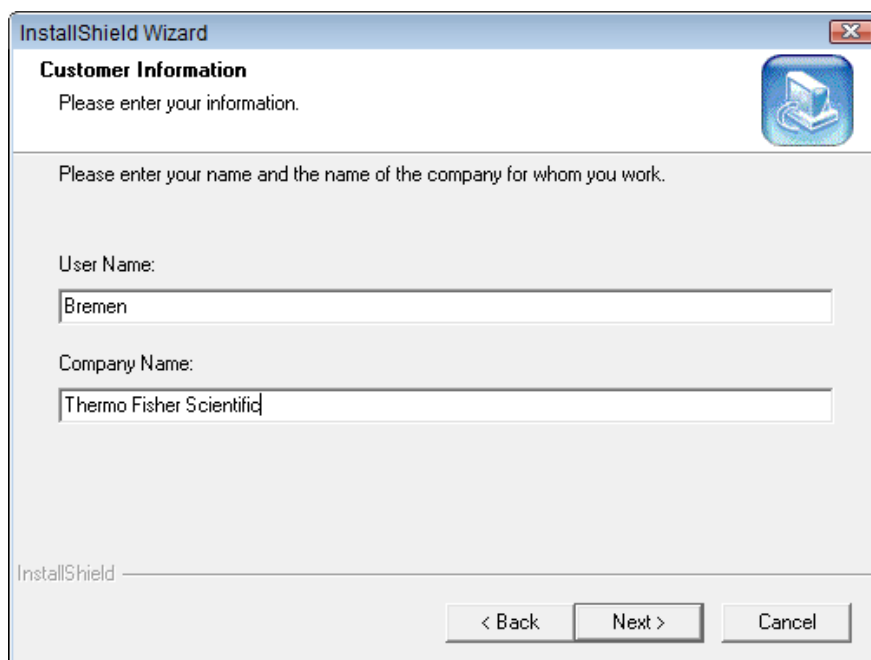 InstallShield Wizard
Customer Information
Please enter your information.
Please enter your name and the name of the company for whom you work.
User Name:
Bremen
Company Name:
Thermo Fisher Scientific
InstallShield
< Back
Next >
Cancel